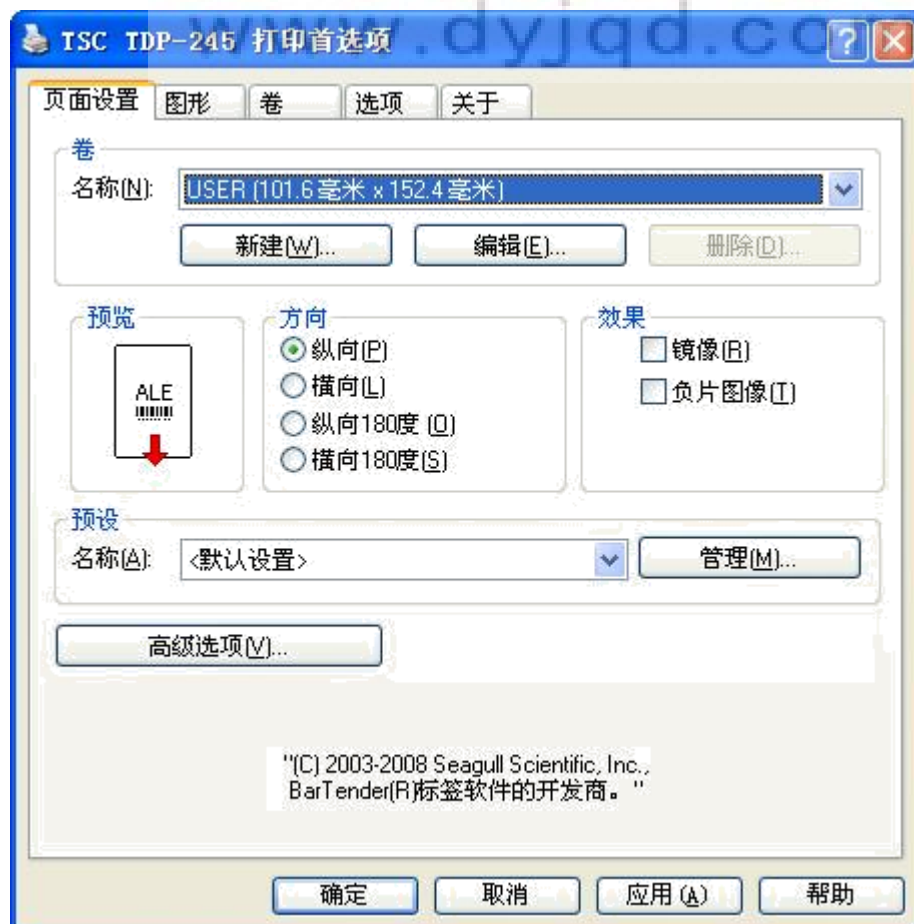 www.dyjqd.com
TSC TDP-245 打印首选项
页面设置 图形 卷 选项 关于
卷
名称(N): USER (101.6 毫米 x 152.4 毫米)
新建(W)... 编辑(E)... 删除(D)...
预览 方向 效果
ALE
纵向(P)
横向(L)
纵向180度 (O)
横向180度(S)
镜像(R)
负片图像(T)
预设
名称(A): <默认设置> 管理(M)...
高级选项(V)...
"(C) 2003-2008 Seagull Scientific, Inc.,
BarTender(R)标签软件的开发商。"
确定 取消 应用(A) 帮助